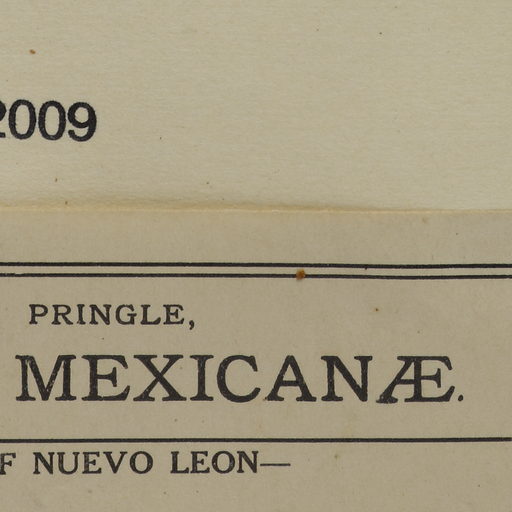 2009
PRINGLE,
MEXICANÆ.
F NUEVO LEON—